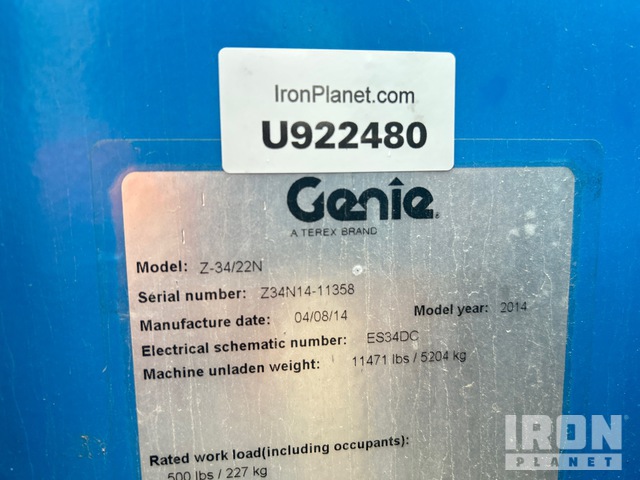 IronPlanet.com
U922480
Genie
A TEREX BRAND
Model: Z-34/22N
Serial number: Z34N14-11358
Manufacture date: 04/08/14 Model year: 2014
Electrical schematic number: ES34DC
Machine unladen weight: 11471 lbs / 5204 kg
Rated work load(including occupants):
500 lbs / 227 kg
IRON
PLANET